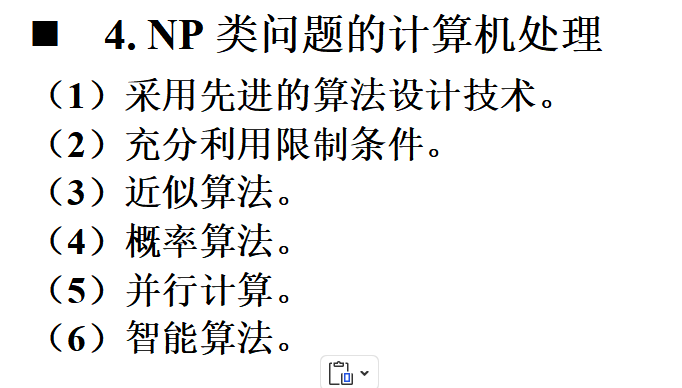 ■ 4. NP 类问题的计算机处理
（1）采用先进的算法设计技术。
（2）充分利用限制条件。
（3）近似算法。
（4）概率算法。
（5）并行计算。
（6）智能算法。